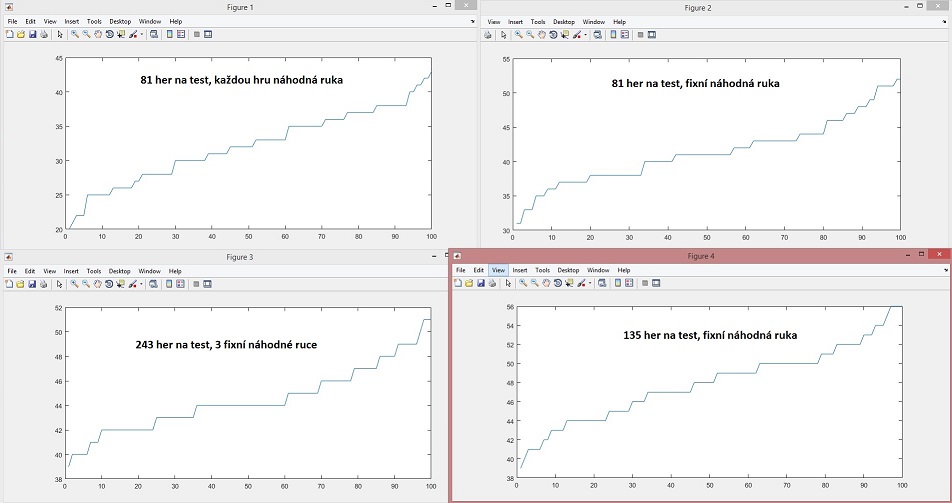 Figure 1
File Edit View Insert Tools Desktop Window Help
81 her na test, každou hru náhodná ruka
45
40
35
30
25
20
0 10 20 30 40 50 60 70 80 90 100
Figure 2
View Insert Tools Desktop Window Help
81 her na test, fixní náhodná ruka
55
50
45
40
35
30
0 10 20 30 40 50 60 70 80 90 100
Figure 3
File Edit View Insert Tools Desktop Window Help
243 her na test, 3 fixní náhodné ruce
52
50
48
46
44
42
40
38
0 10 20 30 40 50 60 70 80 90 100
Figure 4
File Edit View Insert Tools Desktop Window Help
135 her na test, fixní náhodná ruka
56
54
52
50
48
46
44
42
40
38
0 10 20 30 40 50 60 70 80 90 100